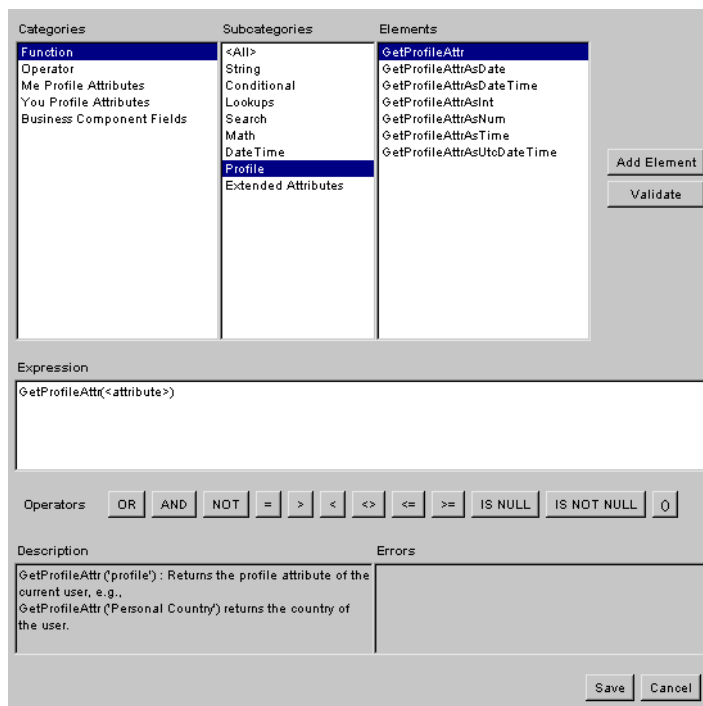 Categories
Subcategories
Elements
Function
Operator
Me Profile Attributes
You Profile Attributes
Business Component Fields
<All>
String
Conditional
Lookups
Search
Math
DateTime
Profile
Extended Attributes
GetProfileAttr
GetProfileAttrAsDate
GetProfileAttrAsDateTime
GetProfileAttrAsInt
GetProfileAttrAsNum
GetProfileAttrAsTime
GetProfileAttrAsUtcDateTime
Add Element
Validate
Expression
GetProfileAttr(<attribute>)
Operators OR AND NOT = > < <> <= >= IS NULL IS NOT NULL ()
Description
GetProfileAttr('profile') : Returns the profile attribute of the
current user, e.g.,
GetProfileAttr('Personal Country') returns the country of
the user.
Errors
Save Cancel